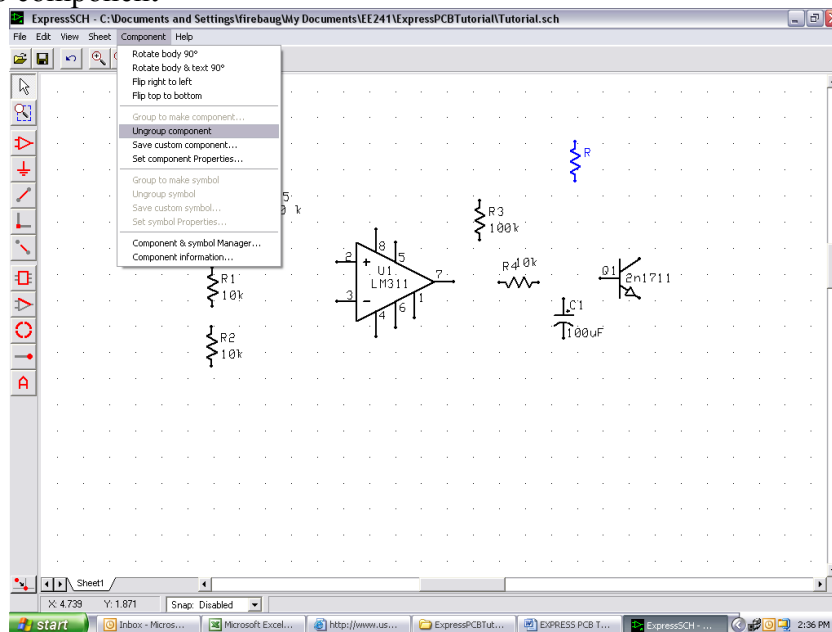 component
ExpressSCH - C:\Documents and Settings\firebaug\My Documents\EE241\ExpressPCBTutorial\Tutorial.sch
File Edit View Sheet Component Help
Rotate body 90°
Rotate body & text 90°
Flip right to left
Flip top to bottom
Group to make component...
Ungroup component
Save custom component...
Set component Properties...
Group to make symbol
Ungroup symbol
Save custom symbol...
Set symbol Properties...
Component & symbol Manager...
Component information...
R
5
k
R3
100k
8
2
5
+
U1
LM311
7
3
-
1
6
4
R4 10k
Q1
2n1711
C1
100uF
R1
10k
R2
10k
A
Sheet1
X: 4.739 Y: 1.871 Snap: Disabled
start Inbox - Micros... Microsoft Excel... http://www.us... ExpressPCBTut... EXPRESS PCB T... ExpressSCH - ... 2:36 PM